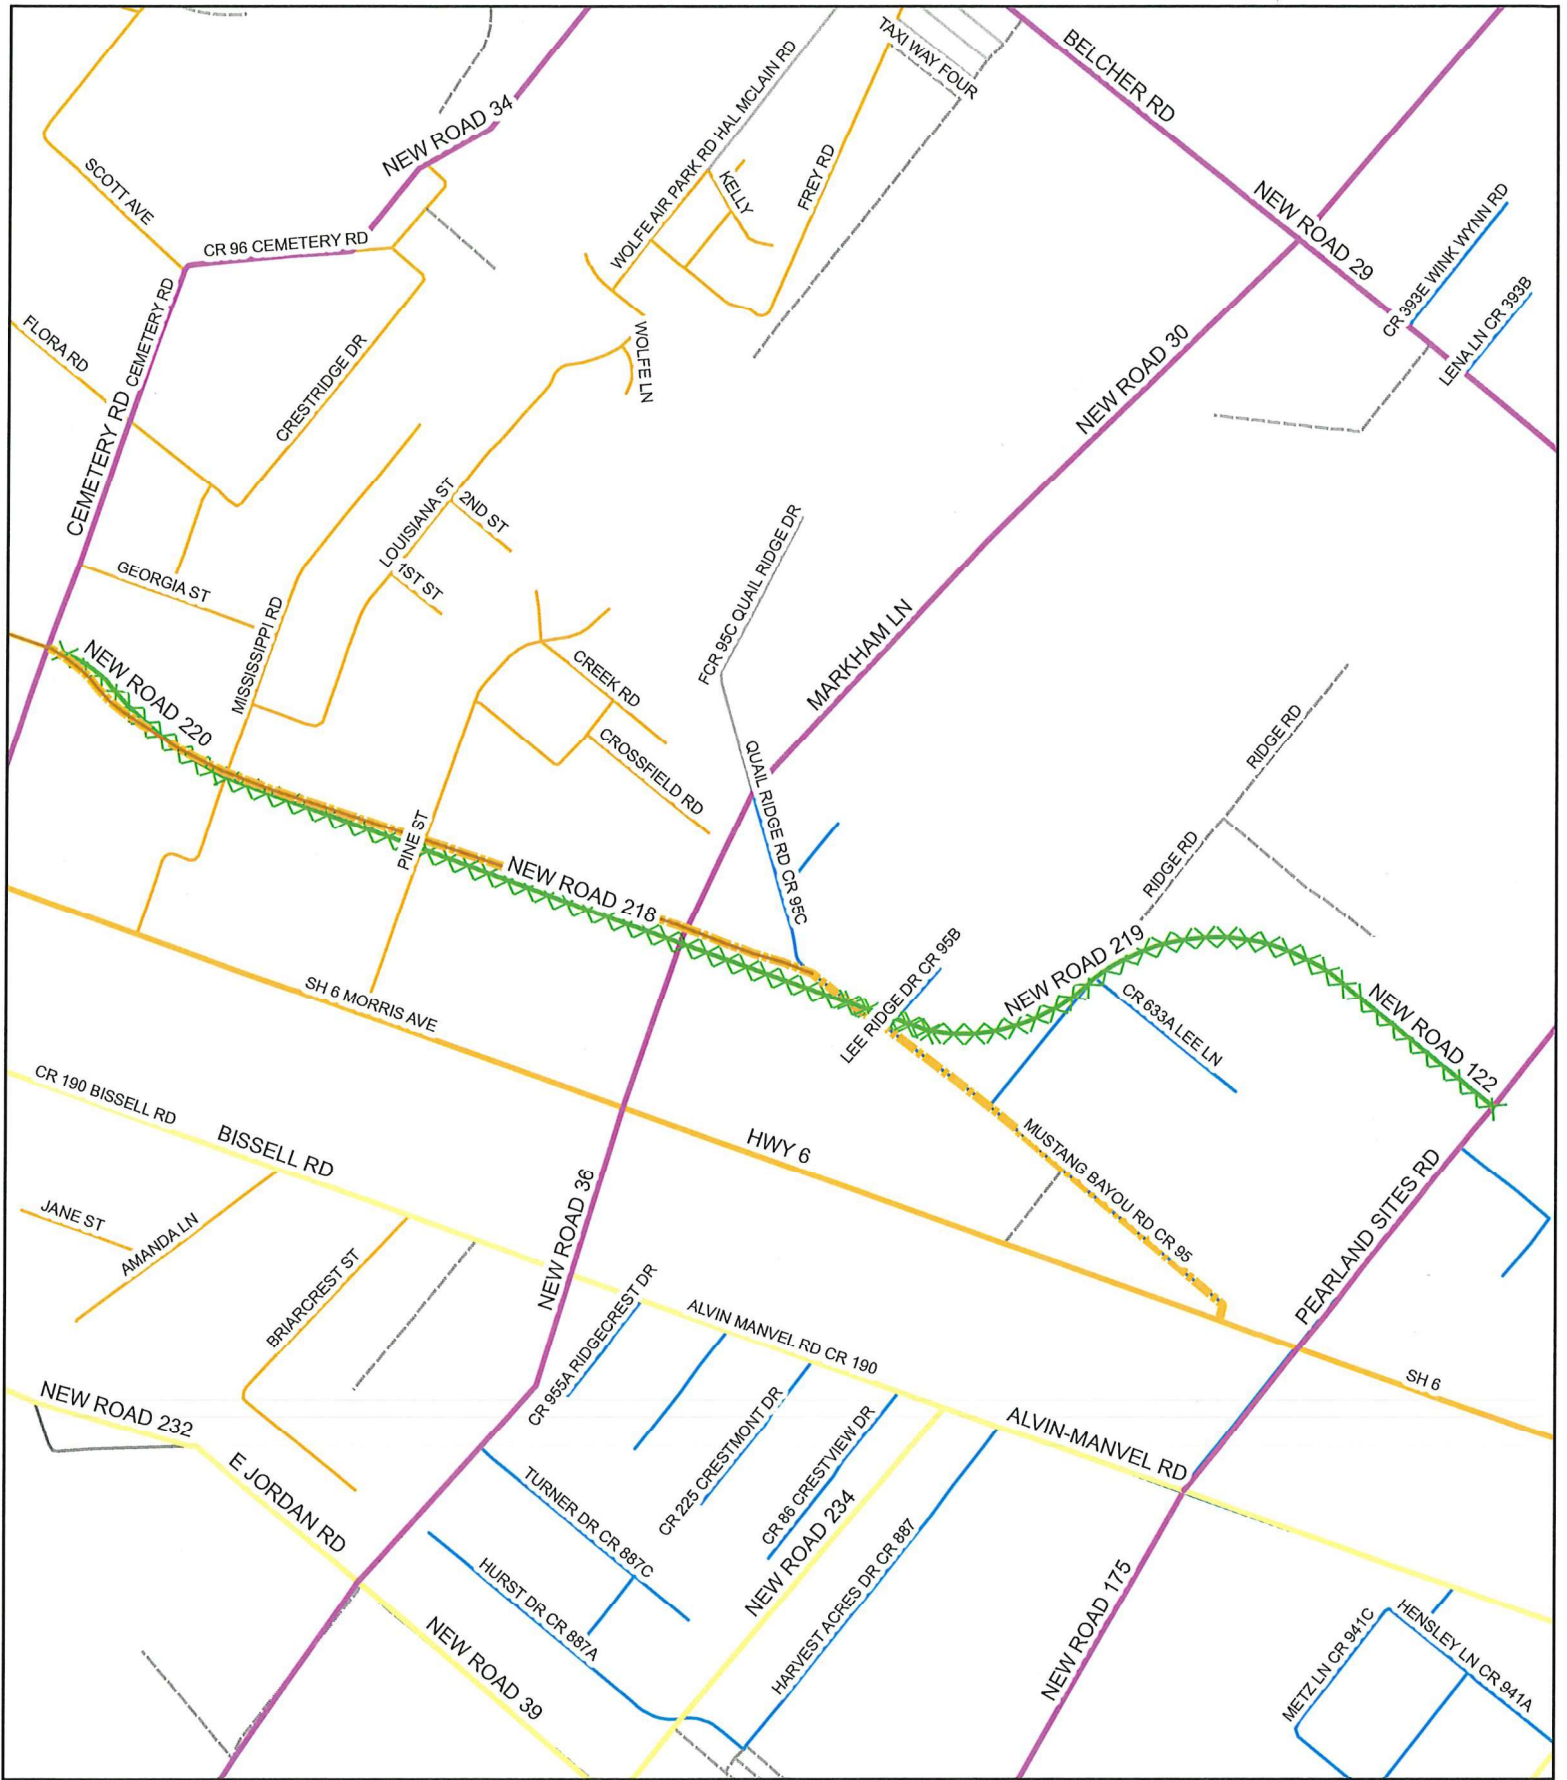 TAXI WAY FOUR
BELCHER RD
HAL MCLAIN RD
NEW ROAD 34
WOLFE AIR PARK RD
KELLY
FREY RD
SCOTT AVE
NEW ROAD 29
CR 393E WINK WYNN RD
LENA LN CR 393B
CR 96 CEMETERY RD
CEMETERY RD
FLORA RD
CRESTRIDGE DR
WOLFE LN
NEW ROAD 30
CEMETERY RD
LOUISIANA ST
2ND ST
1ST ST
GEORGIA ST
MISSISSIPPI RD
FCR 95C QUAIL RIDGE DR
MARKHAM LN
NEW ROAD 220
CREEK RD
CROSSFIELD RD
QUAIL RIDGE RD CR 95C
RIDGE RD
RIDGE RD
PINE ST
NEW ROAD 218
LEE RIDGE DR CR 95B
NEW ROAD 219
CR 633A LEE LN
NEW ROAD 122
SH 6 MORRIS AVE
CR 190 BISSELL RD
BISSELL RD
HWY 6
MUSTANG BAYOU RD CR 95
PEARLAND SITES RD
JANE ST
AMANDA LN
BRIARCREST ST
NEW ROAD 36
CR 955A RIDGECREST DR
ALVIN MANVEL RD CR 190
SH 6
NEW ROAD 232
E JORDAN RD
CR 225 CRESTMONT DR
CR 86 CRESTVIEW DR
ALVIN-MANVEL RD
TURNER DR CR 887C
HURST DR CR 887A
NEW ROAD 234
HARVEST ACRES DR CR 887
NEW ROAD 175
NEW ROAD 39
METZ LN CR 941C
HENSLEY LN CR 941A